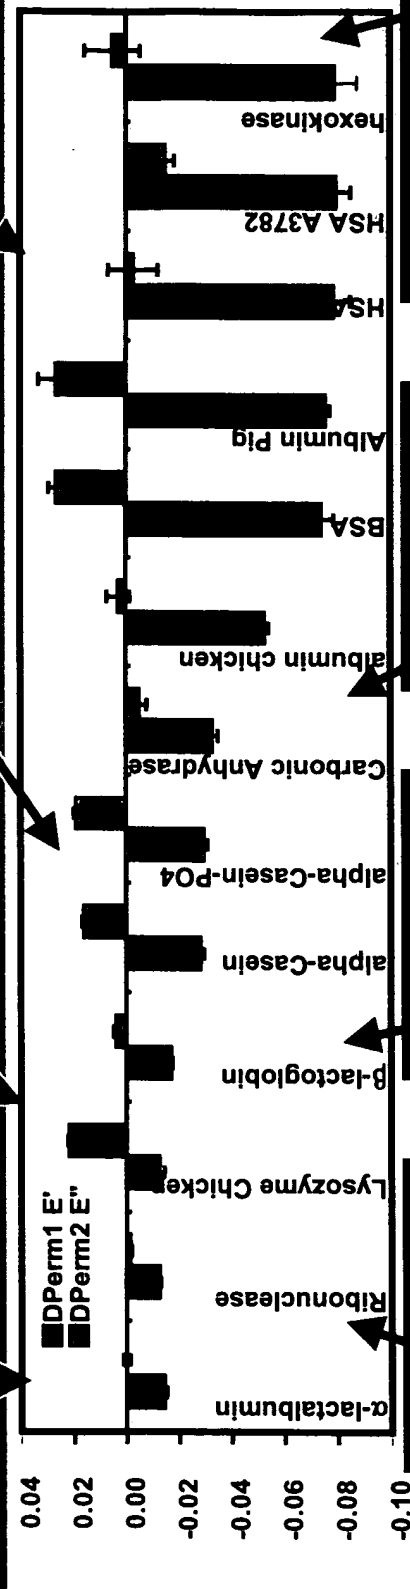 0.04
0.02
0.00
-0.02
-0.04
-0.06
-0.08
-0.10
DPerm1 E'
DPerm2 E"
α-lactalbumin
Ribonuclease
Lysozyme Chicken
β-lactoglobin
alpha-Casein
alpha-Casein-PO4
Carbonic Anhydrase
albumin chicken
BSA
Albumin Pig
HSA
HSA A3782
hexokinase